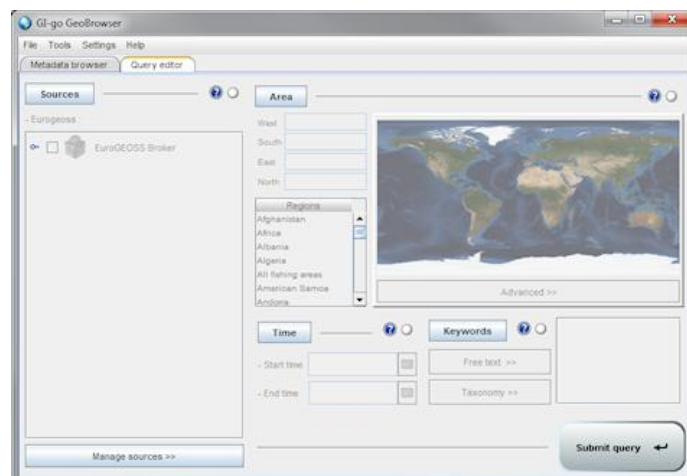 GI-go GeoBrowser
File Tools Settings Help
Metadata browser Query editor
Sources
- Eurogeoss
EuroGEOSS Broker
Manage sources >>
Area
West
South
East
North
Regions
Afghanistan
Africa
Albania
Algeria
All fishing areas
American Samoa
Andorra
Advanced >>
Time
- Start time
- End time
Keywords
Free text >>
Taxonomy >>
Submit query